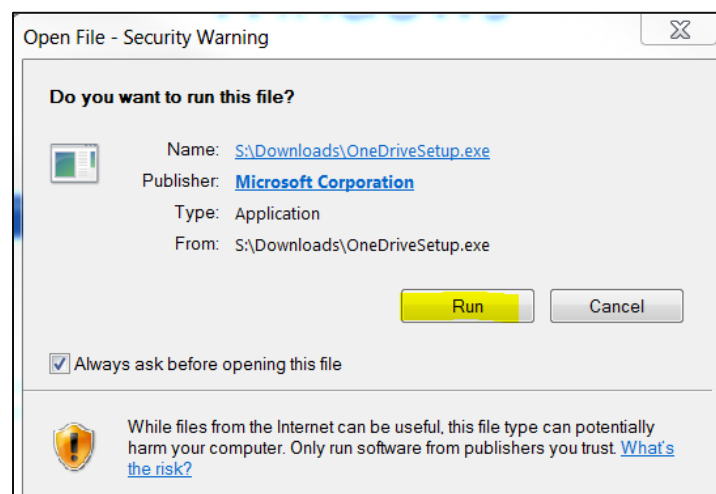 Open File - Security Warning
Do you want to run this file?
Name: S:\Downloads\OneDriveSetup.exe
Publisher: Microsoft Corporation
Type: Application
From: S:\Downloads\OneDriveSetup.exe
Run Cancel
Always ask before opening this file
While files from the Internet can be useful, this file type can potentially
harm your computer. Only run software from publishers you trust. What's
the risk?